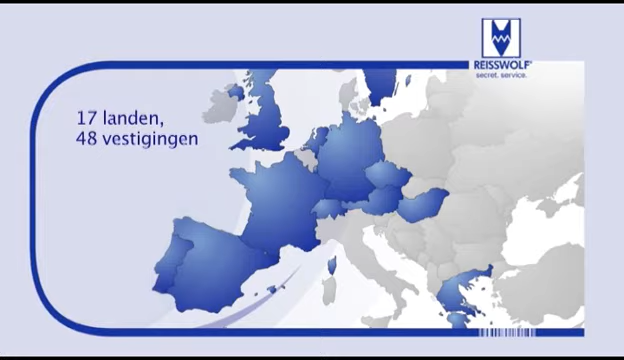 REISSWOLF®
secret. service.
17 landen,
48 vestigingen